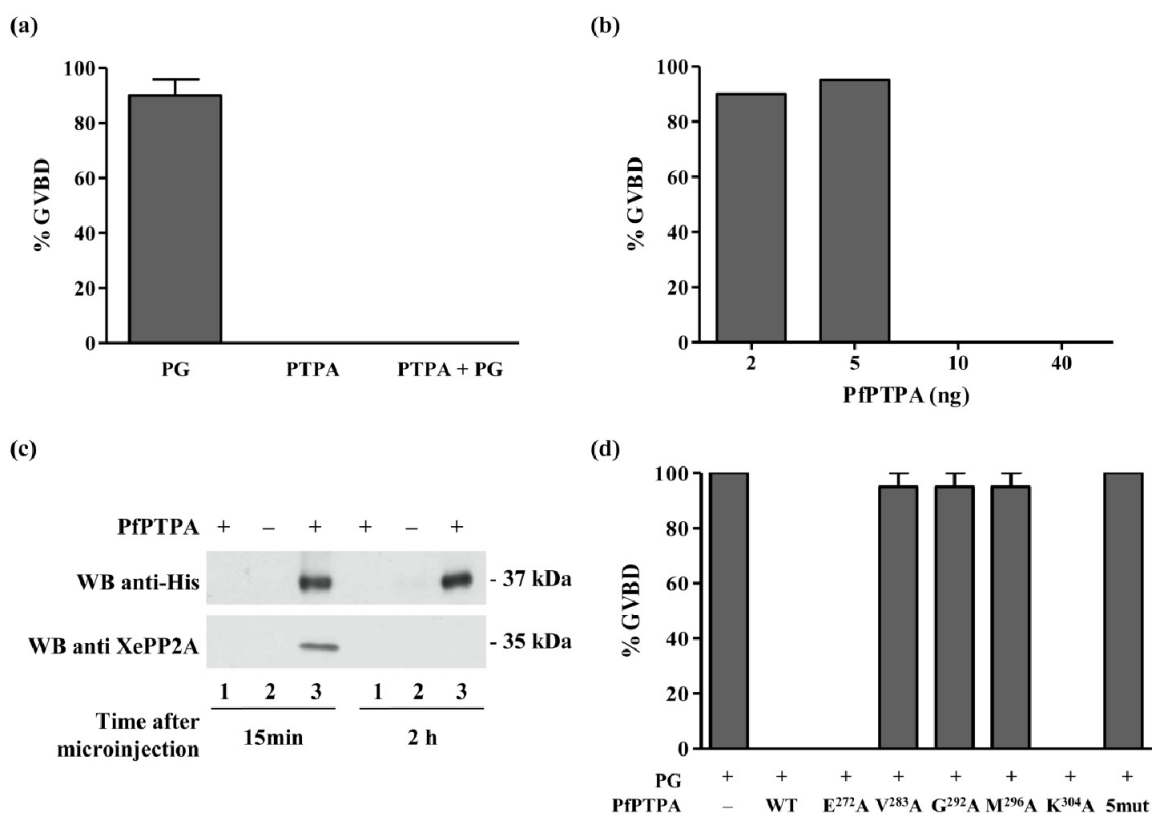 (a)
100
80
60
40
20
0
% GVBD
PG PTPA PTPA + PG
(b)
100
80
60
40
20
0
% GVBD
2 5 10 40
PfPTPA (ng)
(c)
PfPTPA + – + + – +
WB anti-His - 37 kDa
WB anti XePP2A - 35 kDa
1 2 3 1 2 3
Time after
microinjection
15min 2 h
(d)
100
80
60
40
20
0
% GVBD
PG + + + + + + + +
PfPTPA – WT E²⁷²A V²⁸³A G²⁹²A M²⁹⁶A K³⁰⁴A 5mut